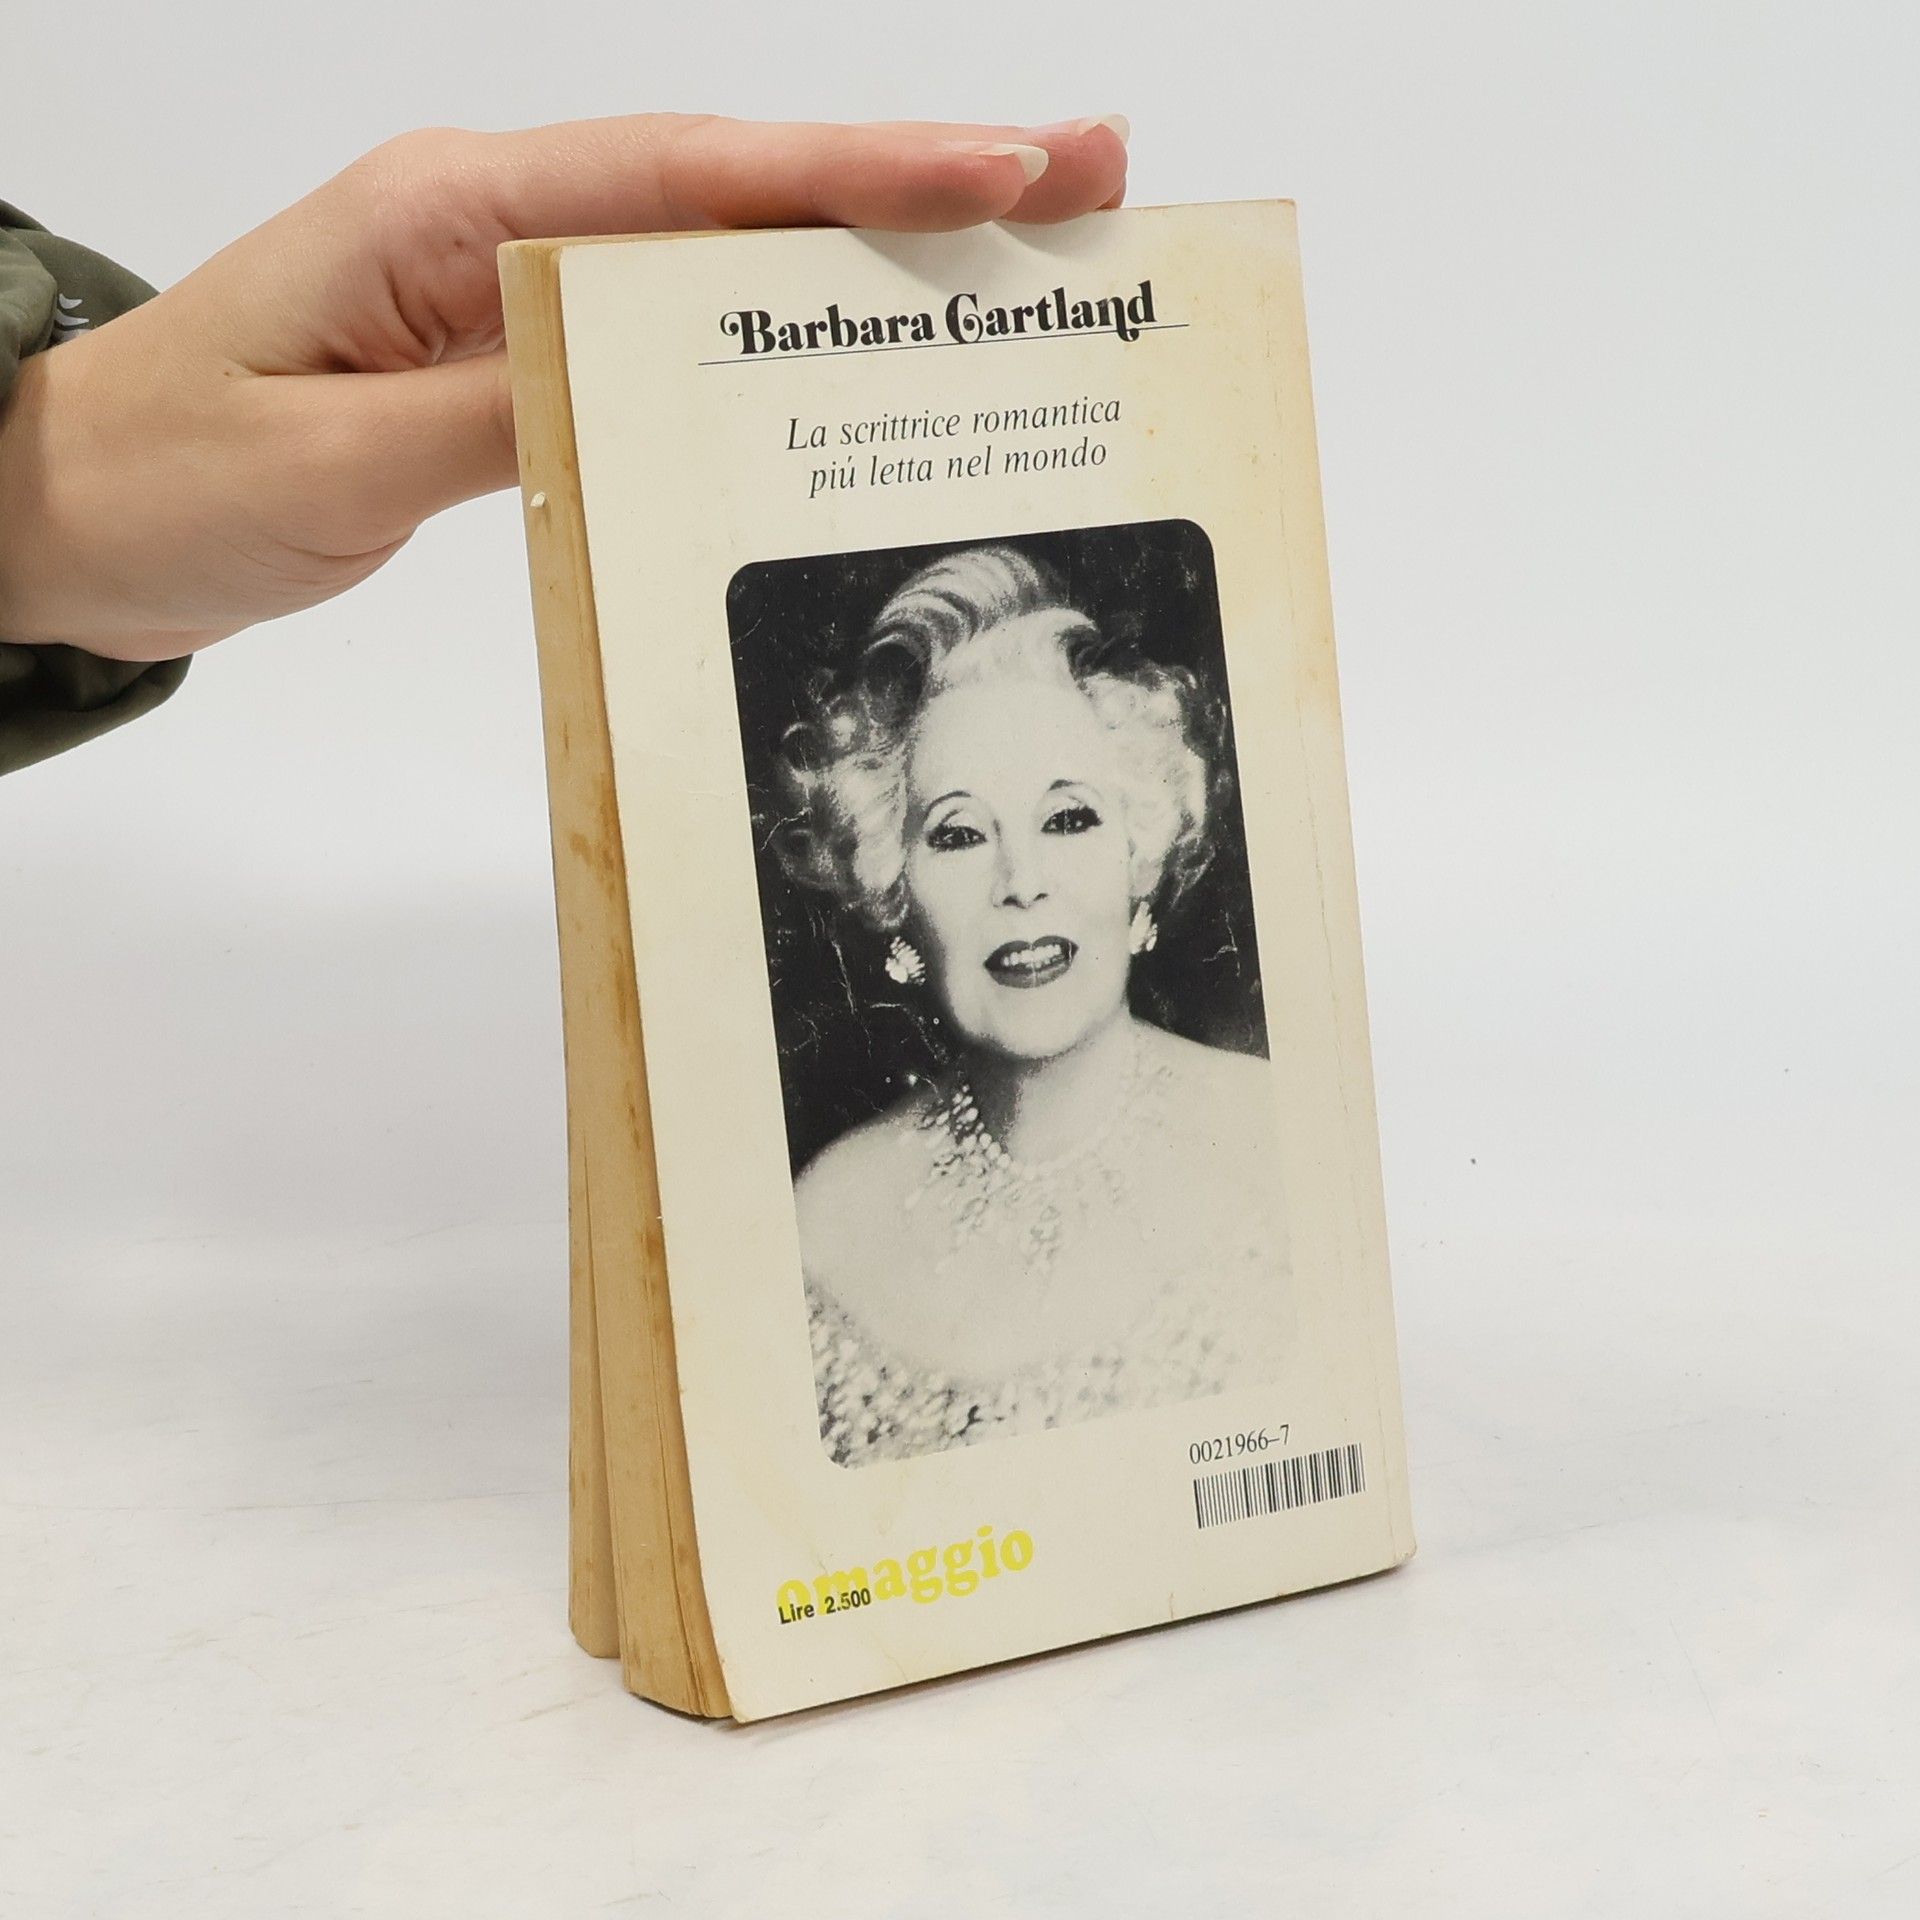 Barbara Cartland
La scrittrice romantica
piú letta nel mondo
0021966-7
omaggio
Lire 2.500